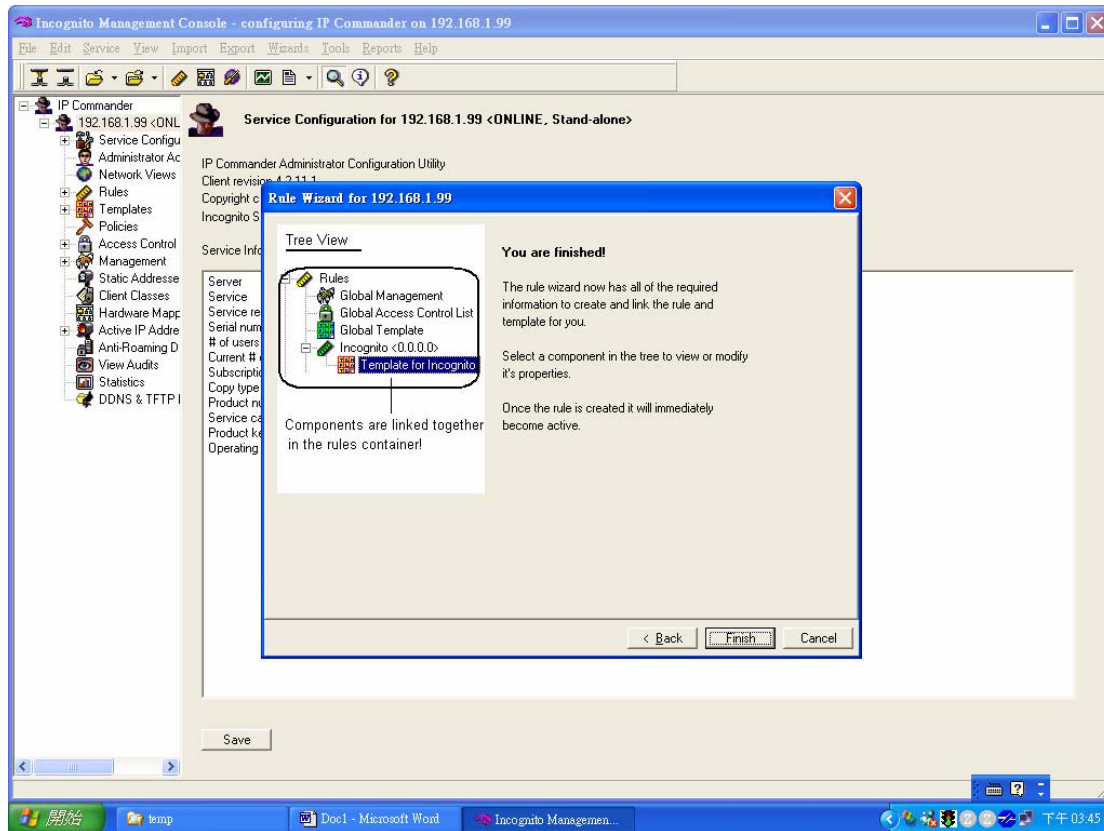 Incognito Management Console - configuring IP Commander on 192.168.1.99
File Edit Service View Import Export Wizards Tools Reports Help
IP Commander
192.168.1.99 <ONL
Service Configu
Administrator Ac
Network Views
Rules
Templates
Policies
Access Control
Management
Static Addresse
Client Classes
Hardware Mapp
Active IP Addre
Anti-Roaming D
View Audits
Statistics
DDNS & TFTP
Service Configuration for 192.168.1.99 <ONLINE, Stand-alone>
IP Commander Administrator Configuration Utility
Client revision 4.2.11.1
Copyright c
Incognito S
Service Info
Server
Service
Service re
Serial num
# of users
Current #
Subscripti
Copy type
Product nu
Service ca
Product ke
Operating
Save
Rule Wizard for 192.168.1.99
Tree View
Rules
Global Management
Global Access Control List
Global Template
Incognito <0.0.0.0>
Template for Incognito
Components are linked together
in the rules container!
You are finished!
The rule wizard now has all of the required
information to create and link the rule and
template for you.
Select a component in the tree to view or modify
it's properties.
Once the rule is created it will immediately
become active.
< Back Finish Cancel
開始 temp Doc1 - Microsoft Word Incognito Managemen... 下午 03:45